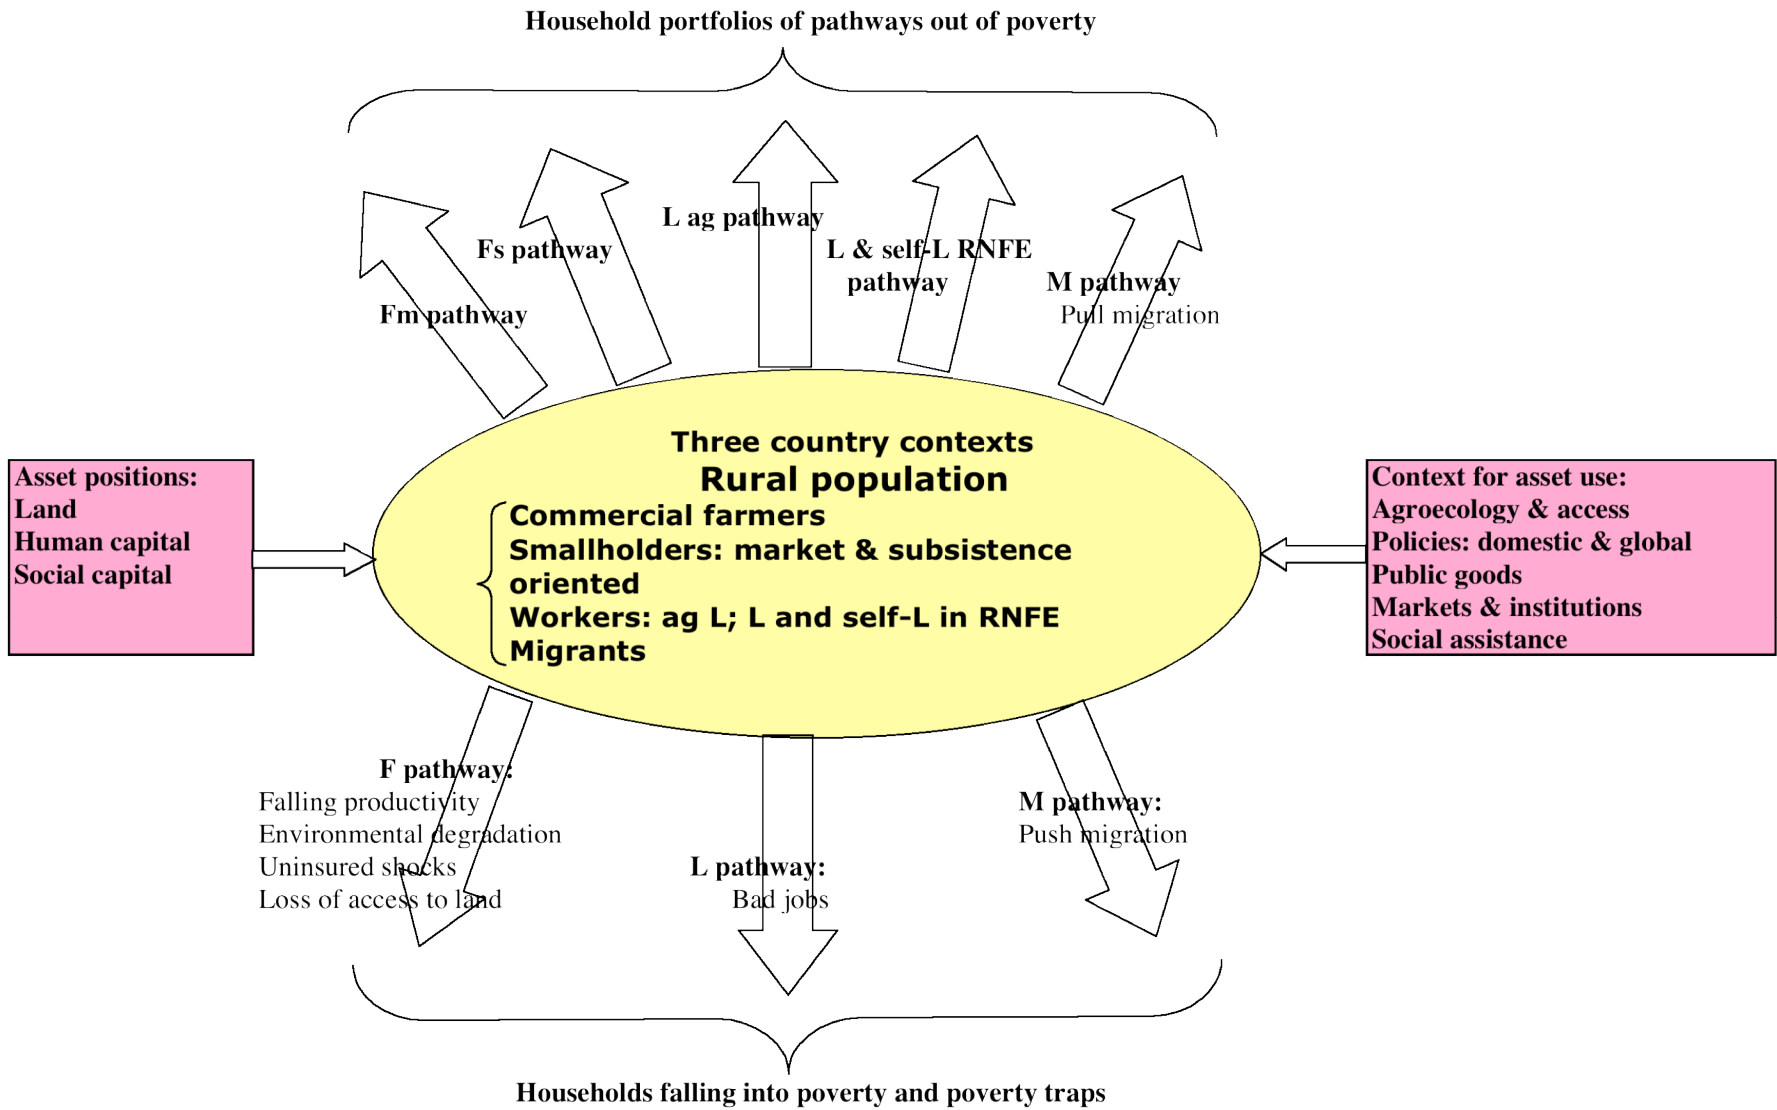 Household portfolios of pathways out of poverty
L ag pathway
Fs pathway
L & self-L RNFE
pathway
M pathway
Pull migration
Fm pathway
Asset positions:
Land
Human capital
Social capital
Three country contexts
Rural population
Commercial farmers
Smallholders: market & subsistence
oriented
Workers: ag L; L and self-L in RNFE
Migrants
Context for asset use:
Agroecology & access
Policies: domestic & global
Public goods
Markets & institutions
Social assistance
F pathway:
Falling productivity
Environmental degradation
Uninsured shocks
Loss of access to land
L pathway:
Bad jobs
M pathway:
Push migration
Households falling into poverty and poverty traps